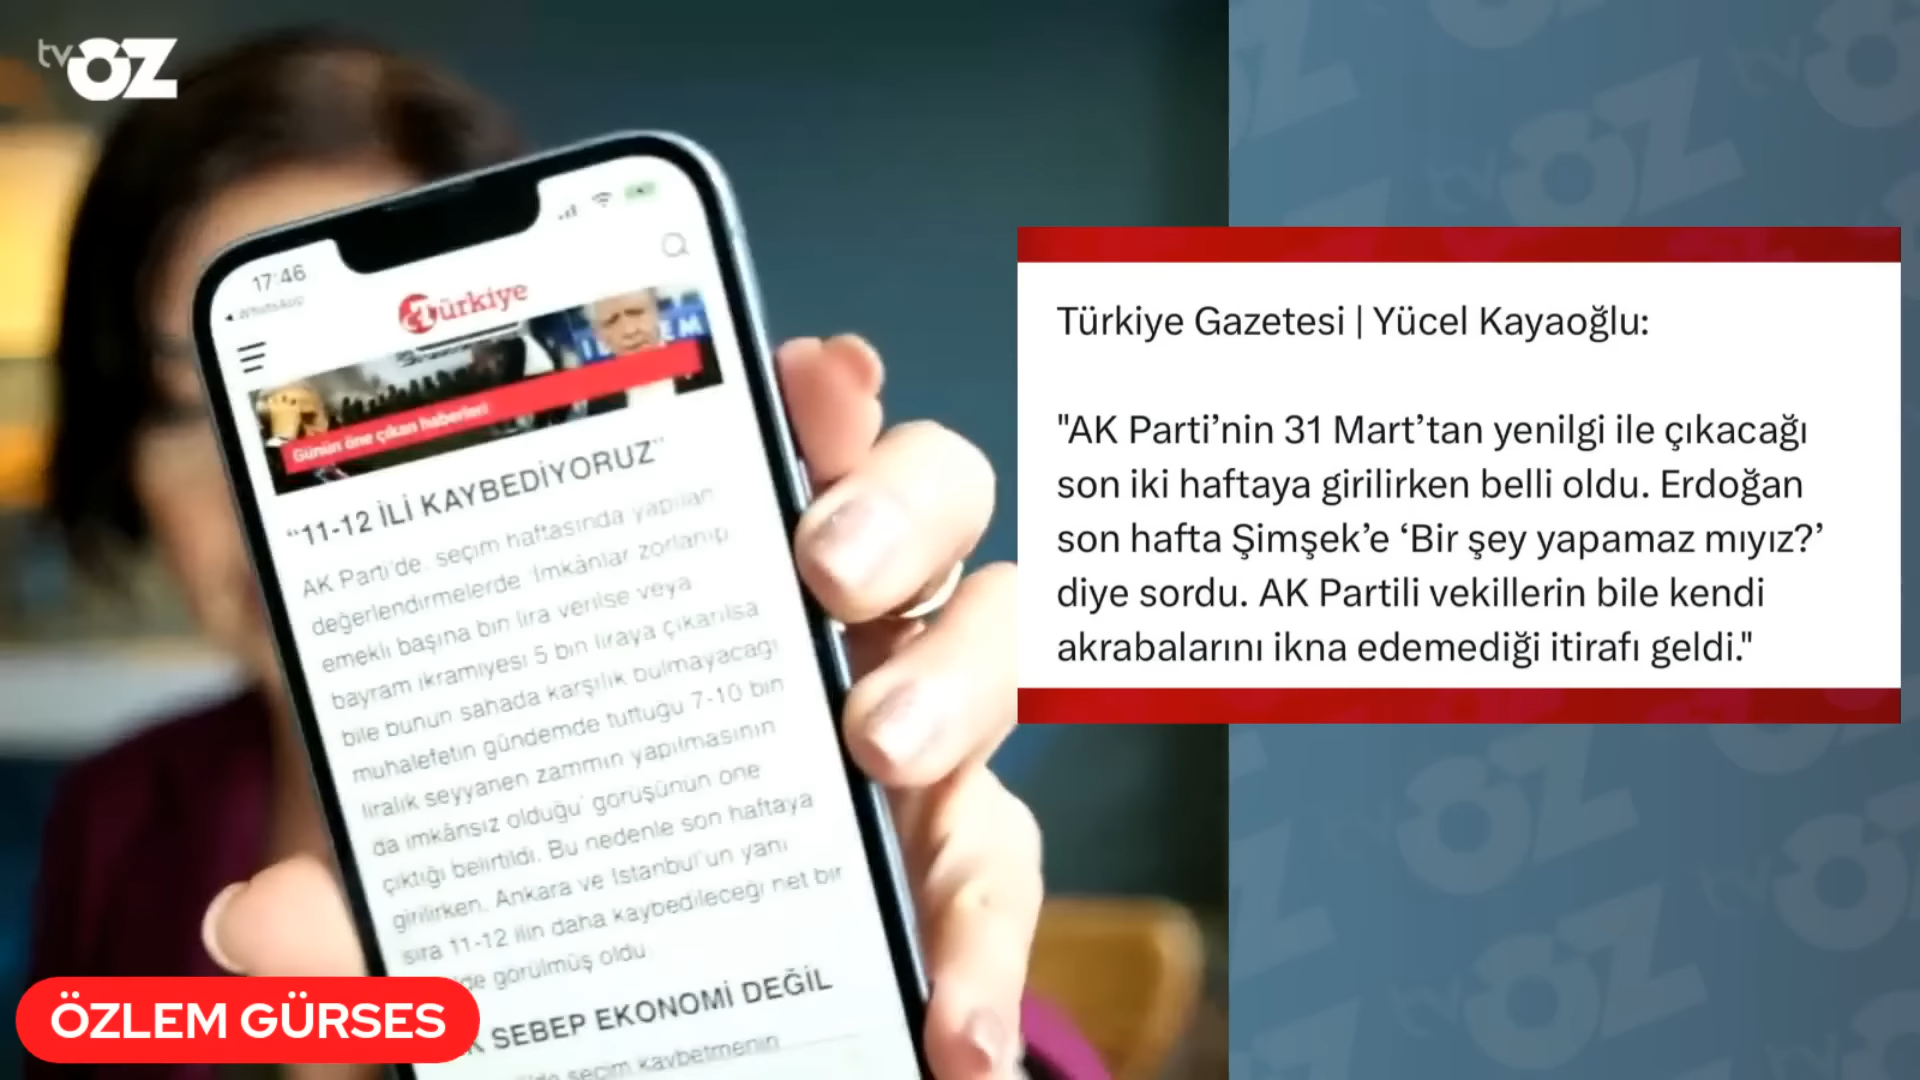 tvÖZ
17:46
WhatsApp
Türkiye
Günün öne çıkan haberleri
"11-12 İLİ KAYBEDİYORUZ"
AK Parti'de, seçim haftasında yapılan
değerlendirmelerde 'İmkânlar zorlanıp
emekli başına bin lira verilse veya
bayram ikramiyesi 5 bin liraya çıkarılsa
bile bunun sahada karşılık bulmayacağı
muhalefetin gündemde tuttuğu 7-10 bin
liralık seyyanen zammın yapılmasının
da imkânsız olduğu' görüşünün öne
çıktığı belirtildi. Bu nedenle son haftaya
girilirken, Ankara ve İstanbul'un yanı
sıra 11-12 ilin daha kaybedileceği net bir
de görülmüş oldu.
K SEBEP EKONOMİ DEĞİL
seçim kaybetmenin
Türkiye Gazetesi | Yücel Kayaoğlu:
"AK Parti’nin 31 Mart’tan yenilgi ile çıkacağı
son iki haftaya girilirken belli oldu. Erdoğan
son hafta Şimşek’e ‘Bir şey yapamaz mıyız?’
diye sordu. AK Partili vekillerin bile kendi
akrabalarını ikna edemediği itirafı geldi."
ÖZLEM GÜRSES